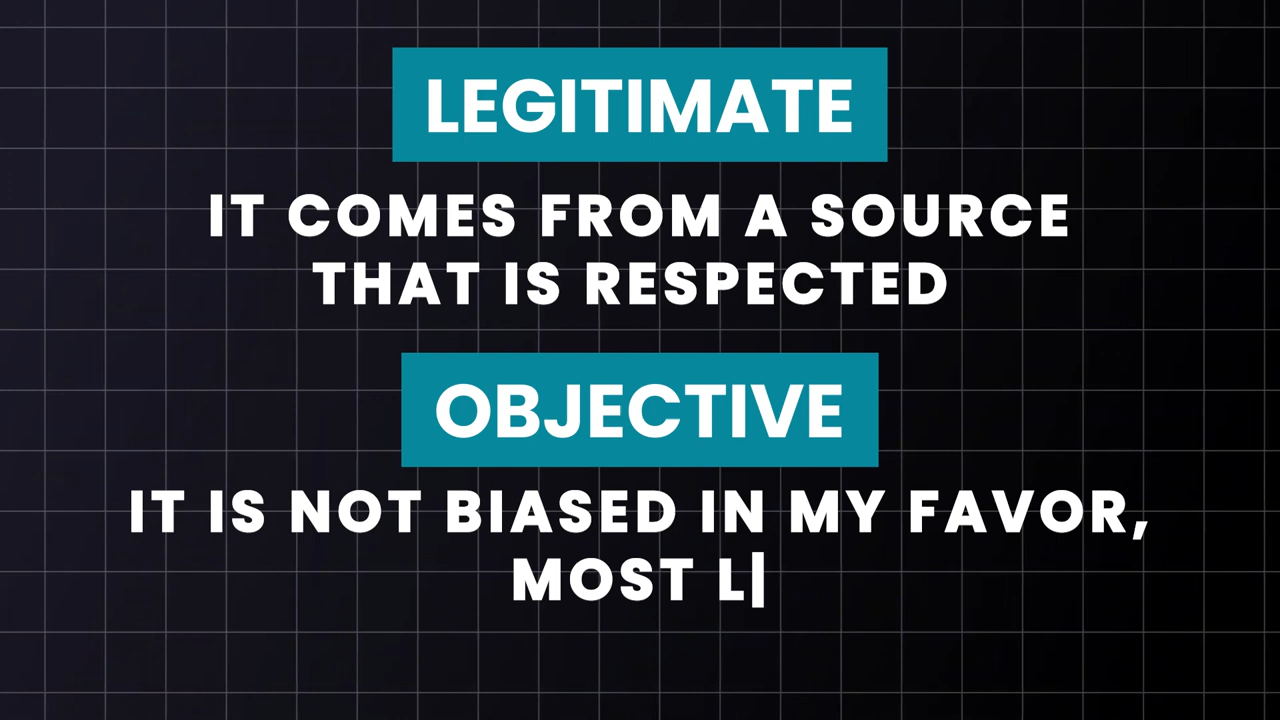 LEGITIMATE
IT COMES FROM A SOURCE
THAT IS RESPECTED
OBJECTIVE
IT IS NOT BIASED IN MY FAVOR,
MOST L|